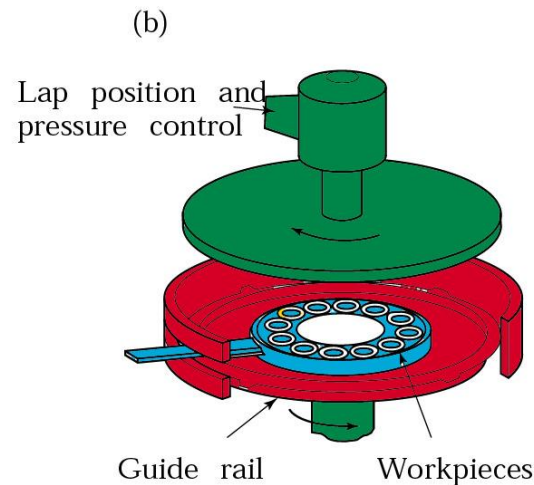 (b)
Lap position and
pressure control
Guide rail
Workpieces